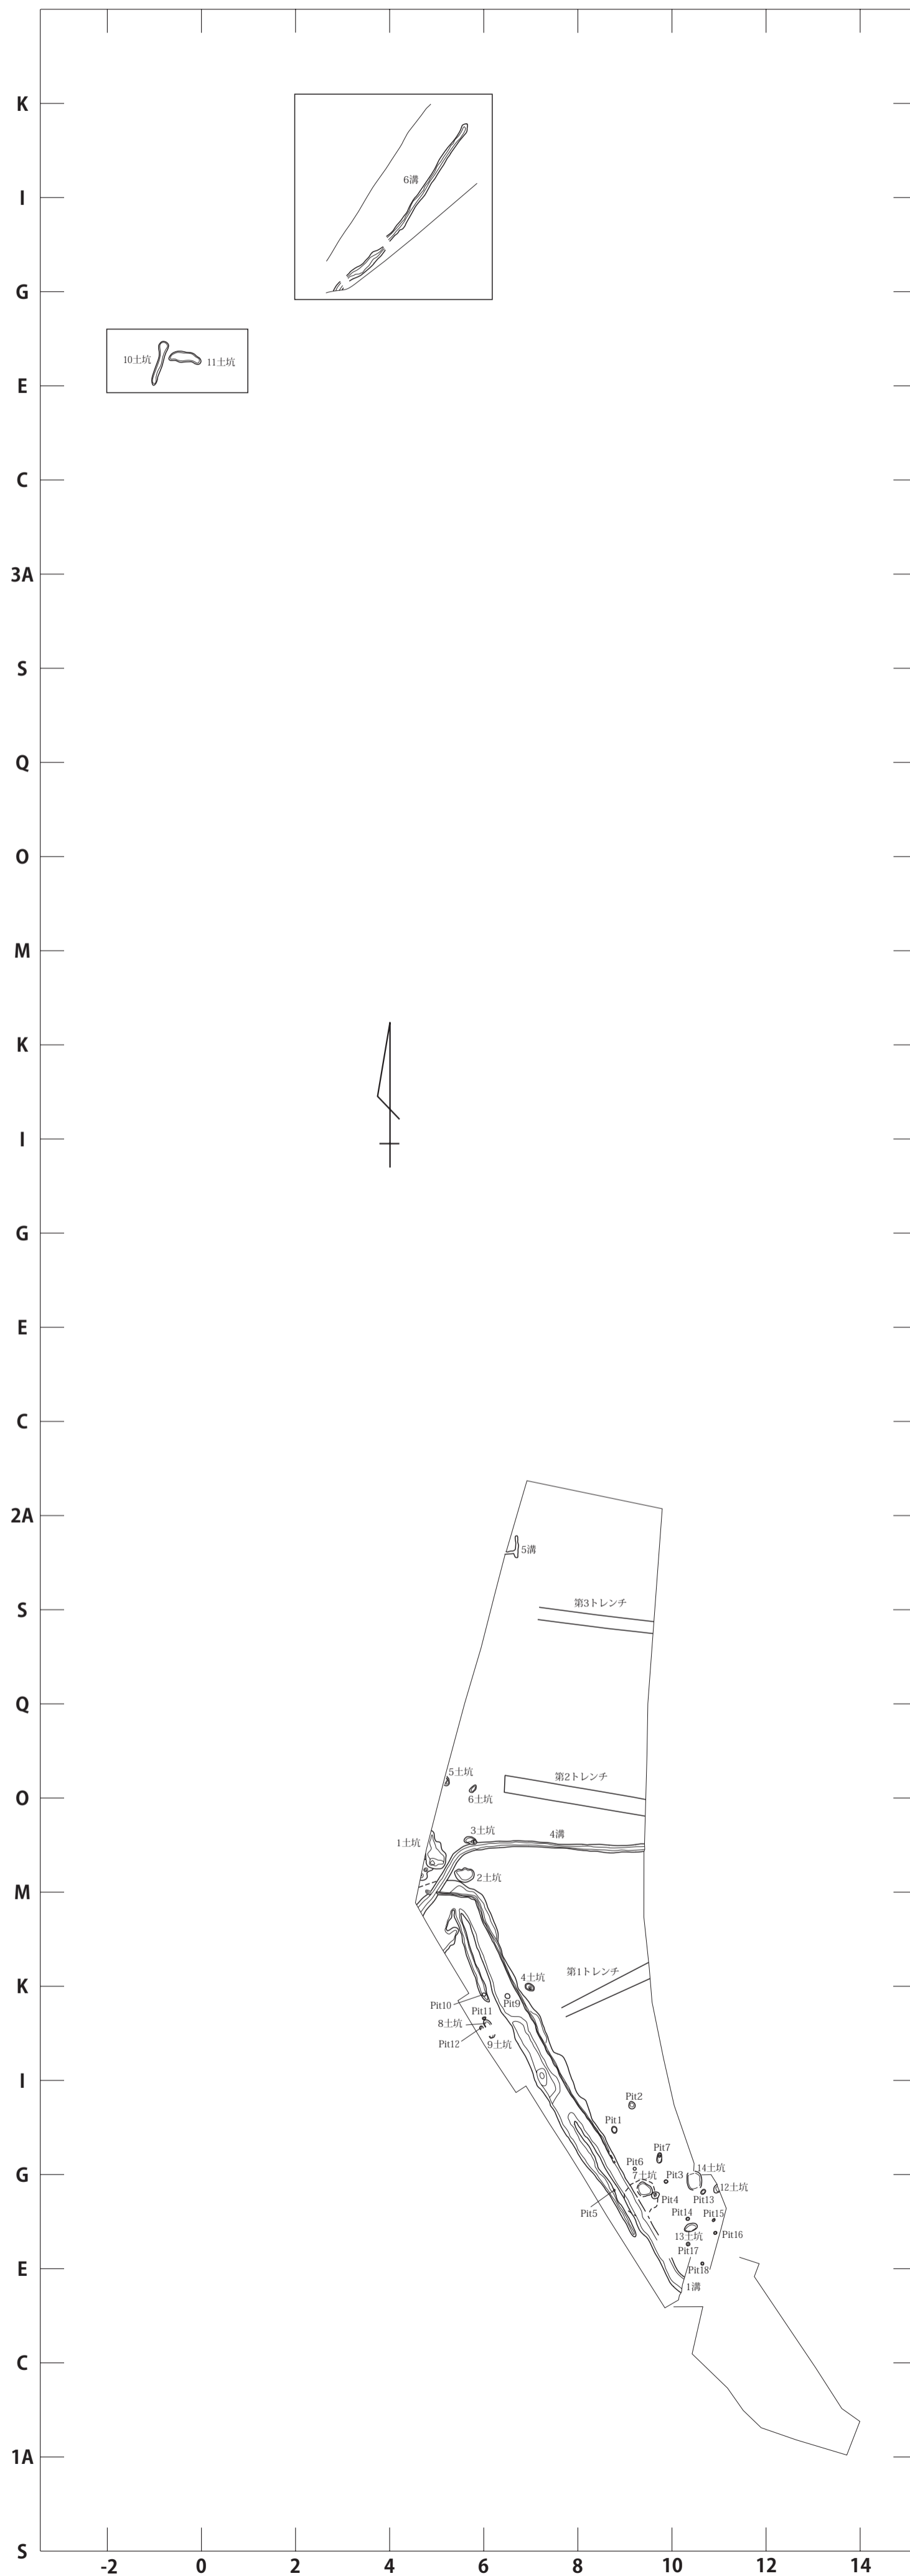 K
6溝
I
G
10土坑
11土坑
E
C
3A
S
Q
O
M
K
I
G
E
C
2A
5溝
S
第3トレンチ
Q
5土坑
第2トレンチ
O
6土坑
3土坑
4溝
1土坑
2土坑
M
第1トレンチ
4土坑
K
Pit10
Pit9
Pit11
8土坑
Pit12
9土坑
I
Pit2
Pit1
Pit7
Pit6
14土坑
G
7土坑
Pit3
12土坑
Pit4
Pit13
Pit5
Pit14
Pit15
13土坑
Pit16
Pit17
E
Pit18
1溝
C
1A
S
-2 0 2 4 6 8 10 12 14